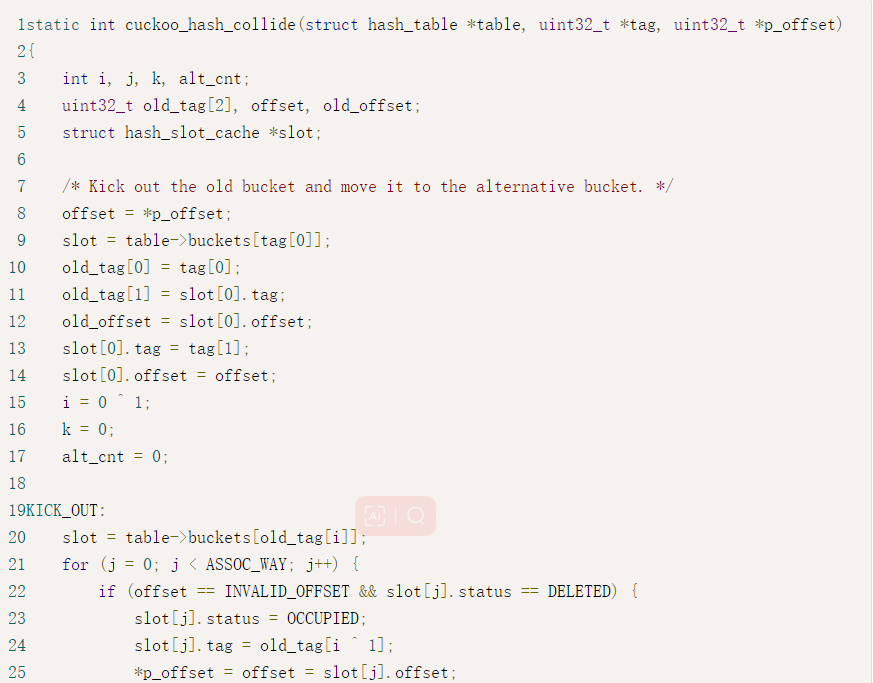 1static int cuckoo_hash_collide(struct hash_table *table, uint32_t *tag, uint32_t *p_offset)
2{
3    int i, j, k, alt_cnt;
4    uint32_t old_tag[2], offset, old_offset;
5    struct hash_slot_cache *slot;
6
7    /* Kick out the old bucket and move it to the alternative bucket. */
8    offset = *p_offset;
9    slot = table->buckets[tag[0]];
10    old_tag[0] = tag[0];
11    old_tag[1] = slot[0].tag;
12    old_offset = slot[0].offset;
13    slot[0].tag = tag[1];
14    slot[0].offset = offset;
15    i = 0 ^ 1;
16    k = 0;
17    alt_cnt = 0;
18
19KICK_OUT:
20    slot = table->buckets[old_tag[i]];
21    for (j = 0; j < ASSOC_WAY; j++) {
22        if (offset == INVALID_OFFSET && slot[j].status == DELETED) {
23            slot[j].status = OCCUPIED;
24            slot[j].tag = old_tag[i ^ 1];
25            *p_offset = offset = slot[j].offset;
AI